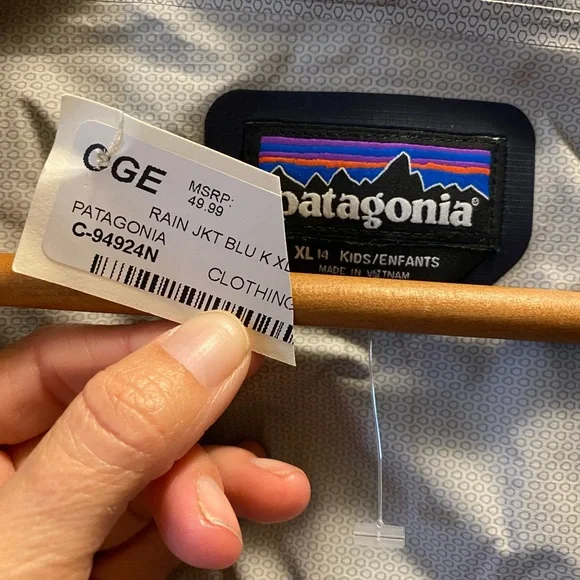 CGE
MSRP:
49.99
RAIN JKT BLU K XL
PATAGONIA
C-94924N
CLOTHING
patagonia®
XL 14 KIDS/ENFANTS
MADE IN VIETNAM